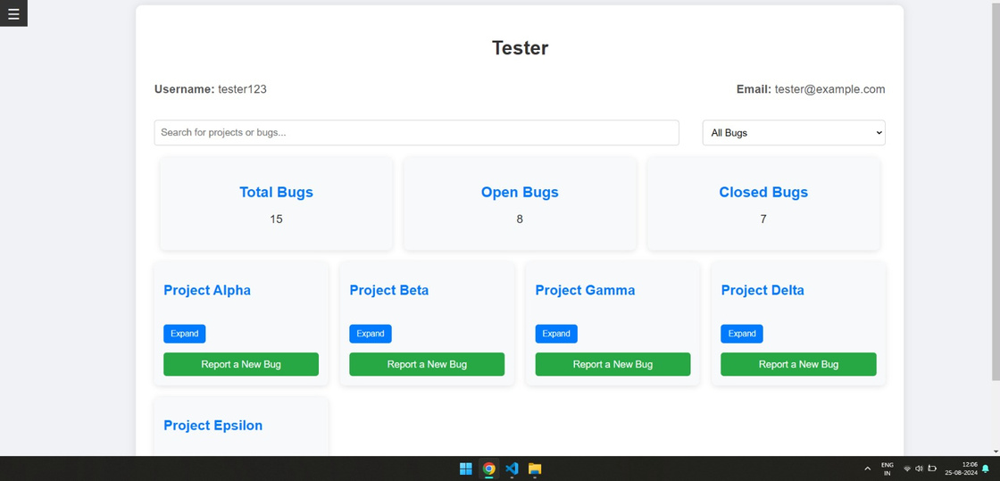 Tester
Username: tester123
Email: tester@example.com
Search for projects or bugs...
All Bugs
Total Bugs
Open Bugs
Closed Bugs
15
8
7
Project Alpha
Project Beta
Project Gamma
Project Delta
Expand
Expand
Expand
Expand
Report a New Bug
Report a New Bug
Report a New Bug
Report a New Bug
Project Epsilon
ENG
IN
12:06
25-08-2024